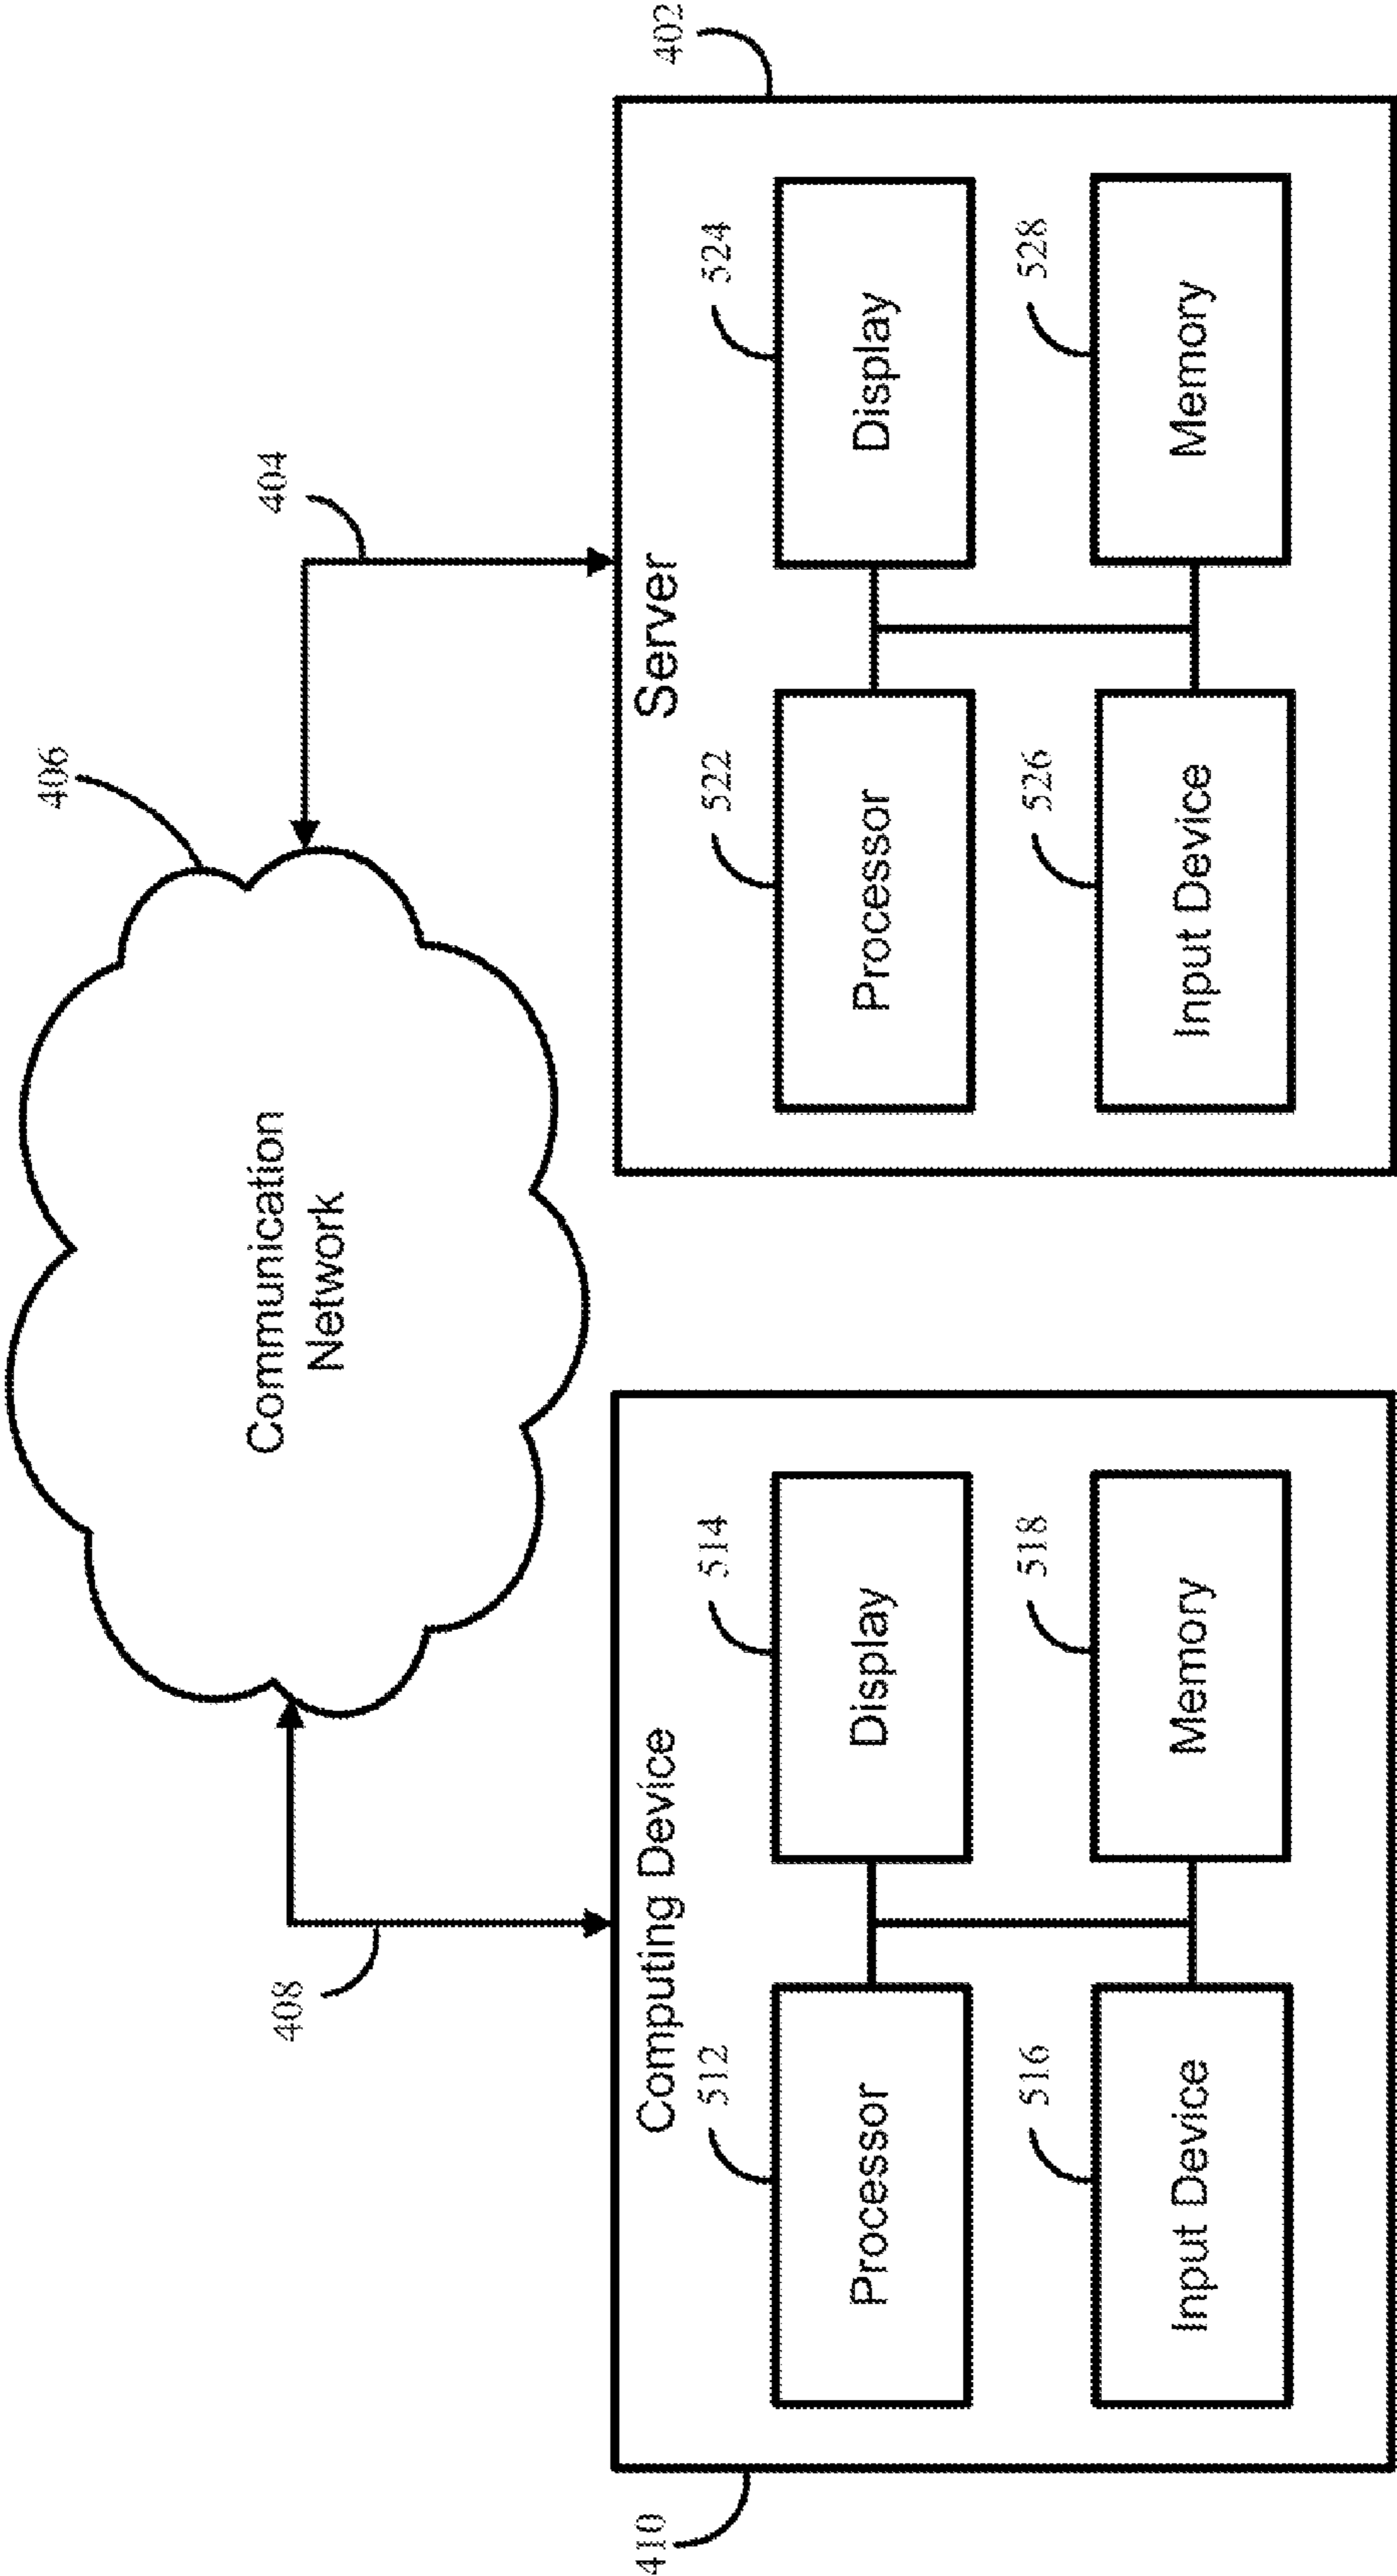 406
Communication
Network
404
408
402
410
Computing Device
512
Processor
514
Display
516
Input Device
518
Memory
Server
522
Processor
524
Display
526
Input Device
528
Memory